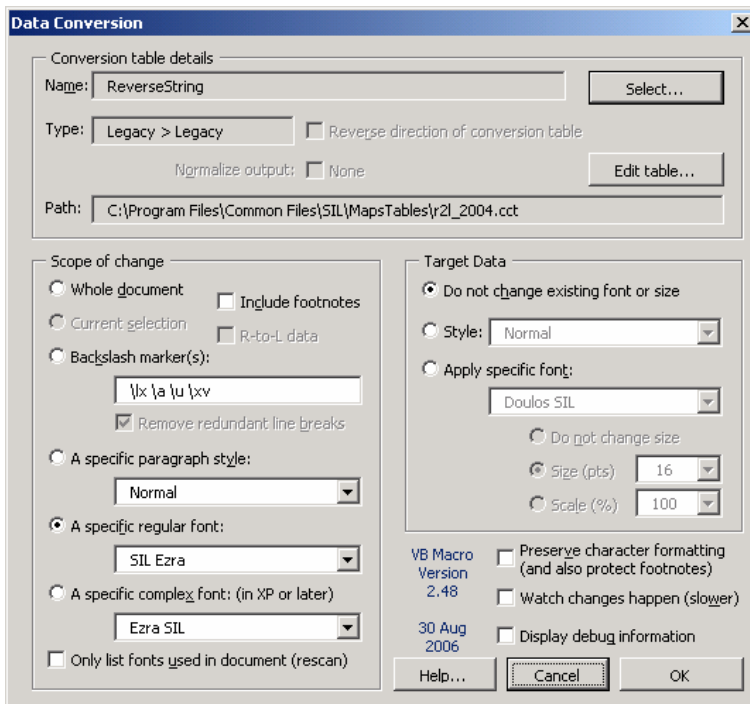 Data Conversion
Conversion table details
Name: ReverseString
Select...
Type: Legacy > Legacy
Reverse direction of conversion table
Normalize output: None
Edit table...
Path: C:\Program Files\Common Files\SIL\MapsTables\r2l_2004.cct
Scope of change
Whole document
Include footnotes
Current selection
R-to-L data
Backslash marker(s):
\lx \a \u \xv
Remove redundant line breaks
A specific paragraph style:
Normal
A specific regular font:
SIL Ezra
A specific complex font: (in XP or later)
Ezra SIL
Only list fonts used in document (rescan)
Target Data
Do not change existing font or size
Style: Normal
Apply specific font:
Doulos SIL
Do not change size
Size (pts) 16
Scale (%) 100
VB Macro
Version
2.48
30 Aug
2006
Preserve character formatting
(and also protect footnotes)
Watch changes happen (slower)
Display debug information
Help...
Cancel
OK